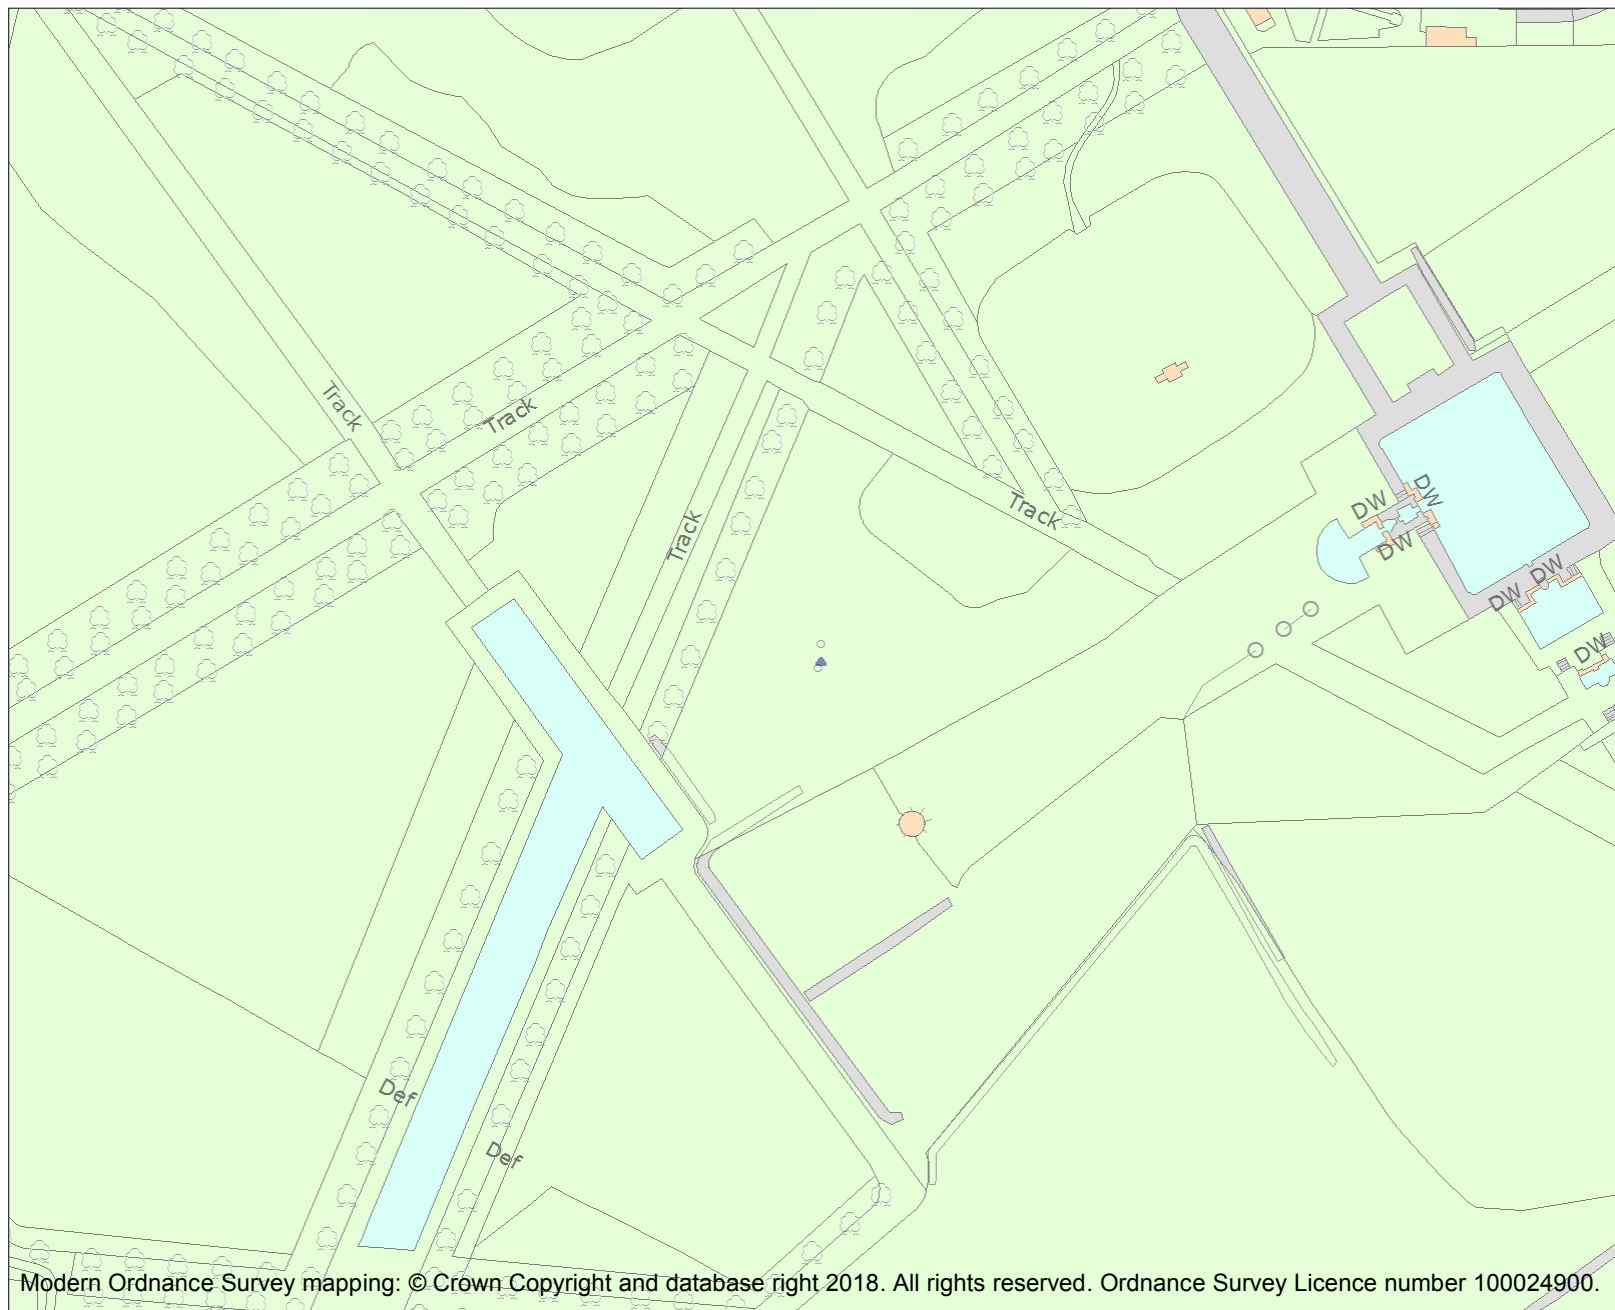 Track
Track
DW
DW
Track
Track
DW
DW
DW
DW
Def
Def
Modern Ordnance Survey mapping: © Crown Copyright and database right 2018. All rights reserved. Ordnance Survey Licence number 100024900.